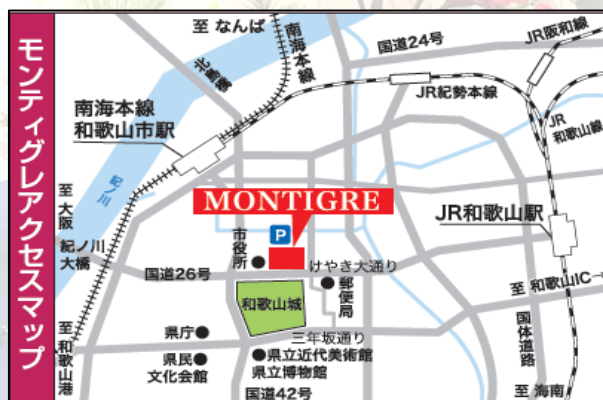 モンティグレアクセスマップ
至 なんば
南海本線
国道24号
JR阪和線
北島橋
JR紀勢本線
JR
和歌山線
南海本線
和歌山市駅
紀ノ川
至 大阪
MONTIGRE
JR和歌山駅
P
市役所
紀ノ川
大橋
けやき大通り
国道26号
郵便局
至 和歌山IC→
和歌山城
国体道路
至 和歌山港
三年坂通り
県庁
県立近代美術館
県立博物館
県民
文化会館
国道42号
至 海南